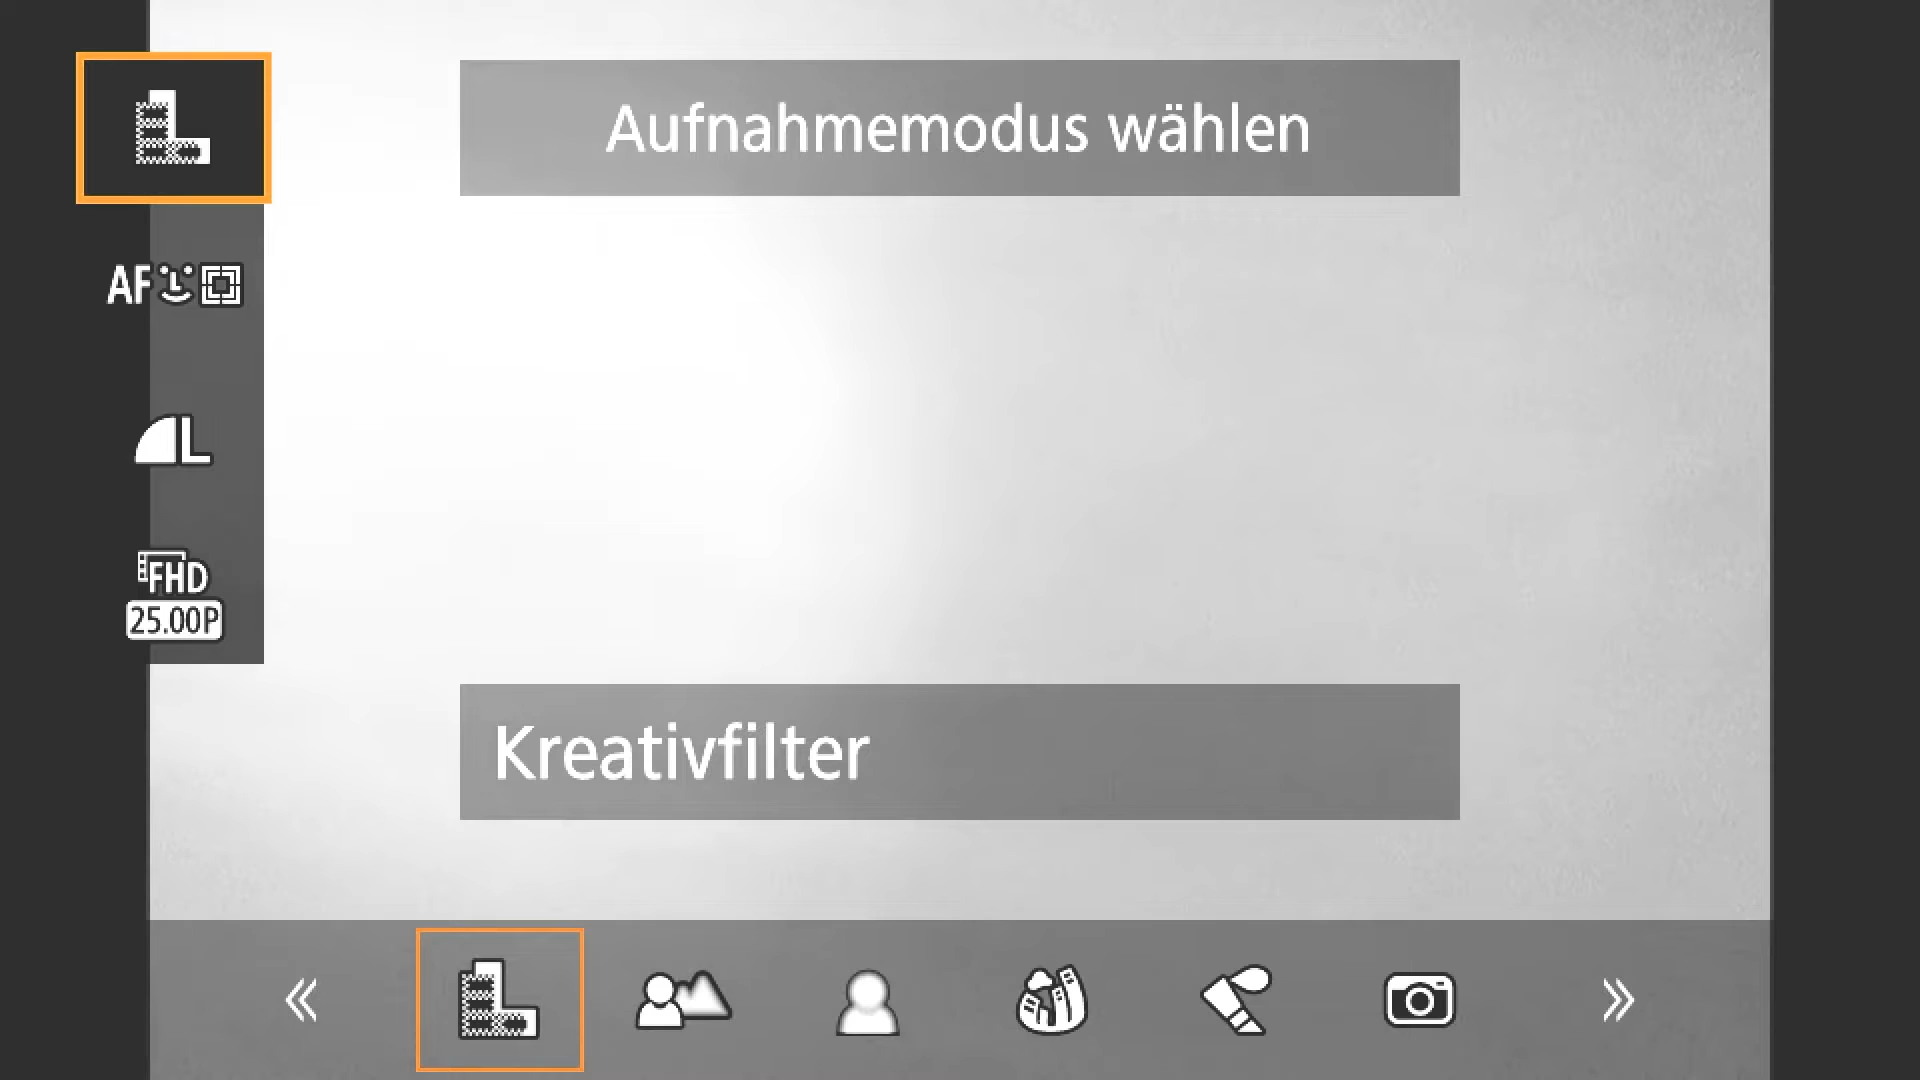 Aufnahmemodus wählen
AF
L
FHD
25.00P
Kreativfilter